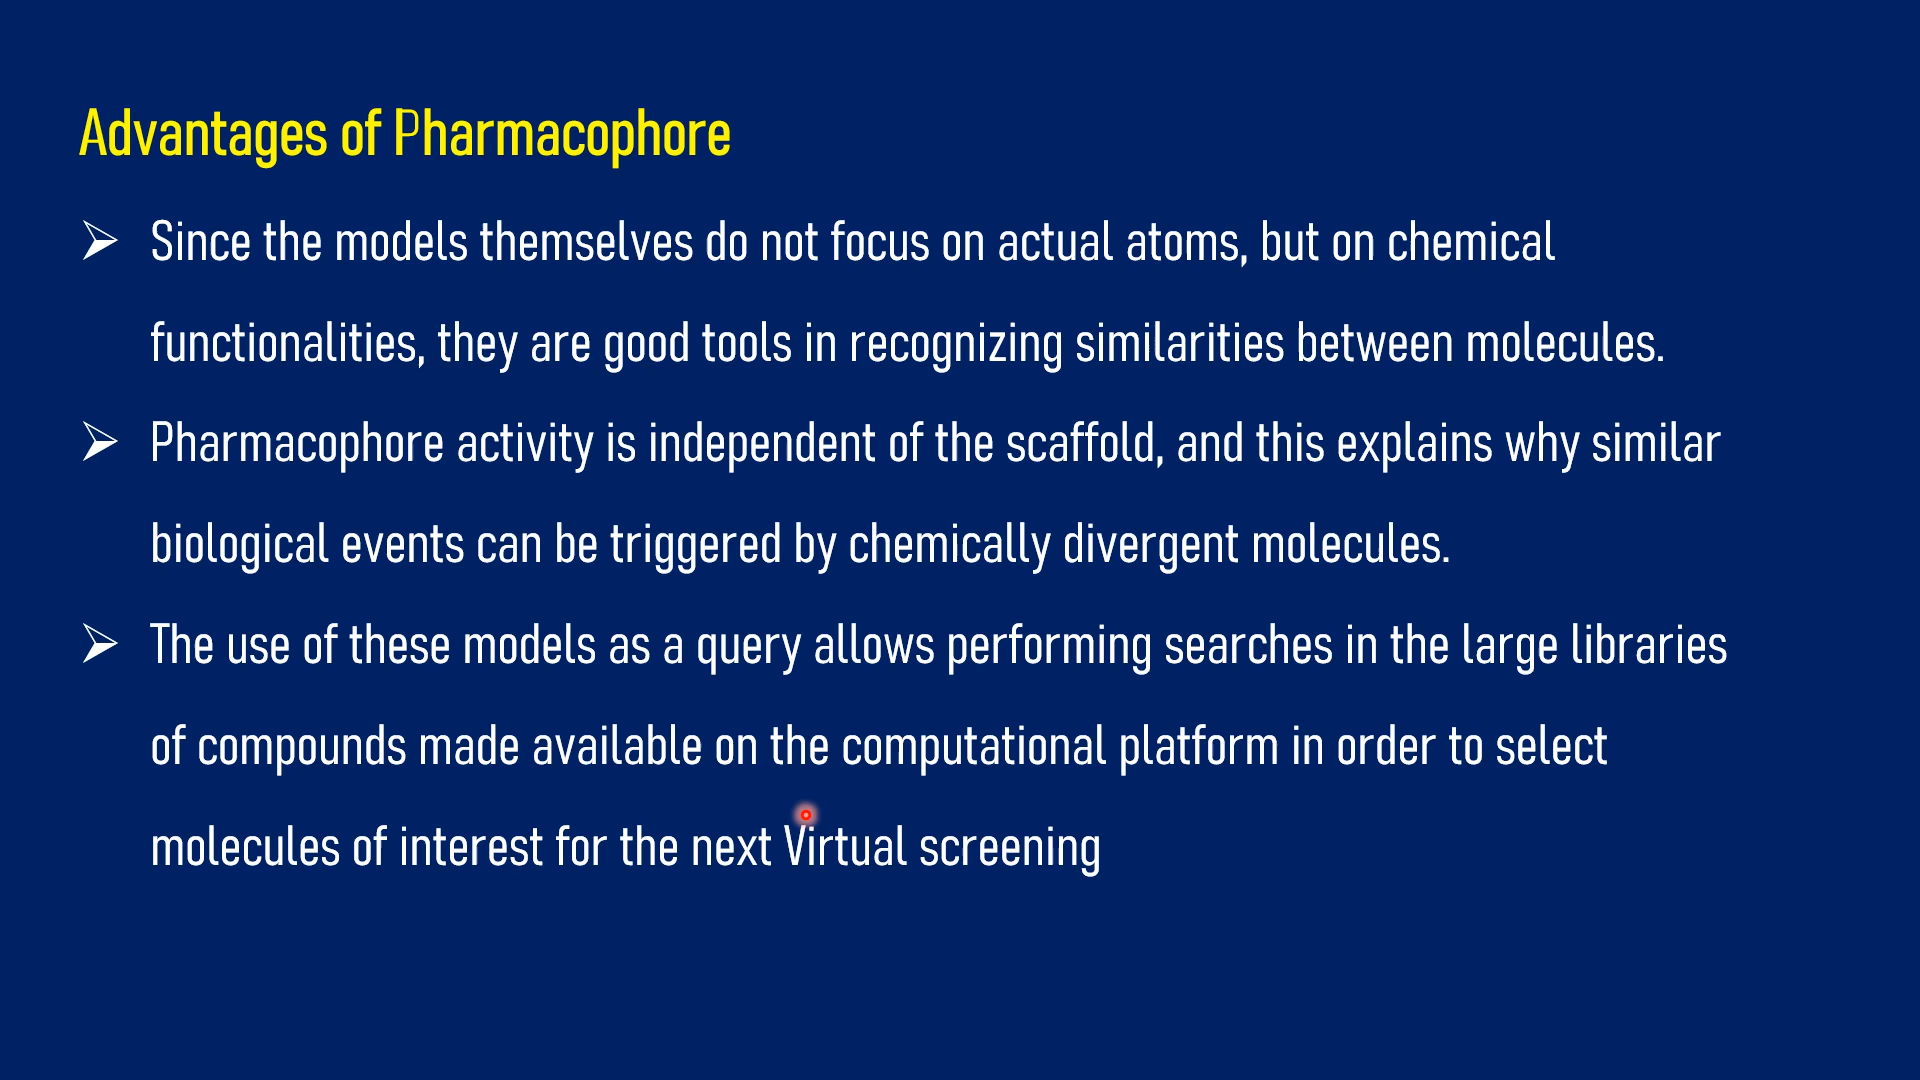 Advantages of Pharmacophore
➢ Since the models themselves do not focus on actual atoms, but on chemical
functionalities, they are good tools in recognizing similarities between molecules.
➢ Pharmacophore activity is independent of the scaffold, and this explains why similar
biological events can be triggered by chemically divergent molecules.
➢ The use of these models as a query allows performing searches in the large libraries
of compounds made available on the computational platform in order to select
molecules of interest for the next Virtual screening